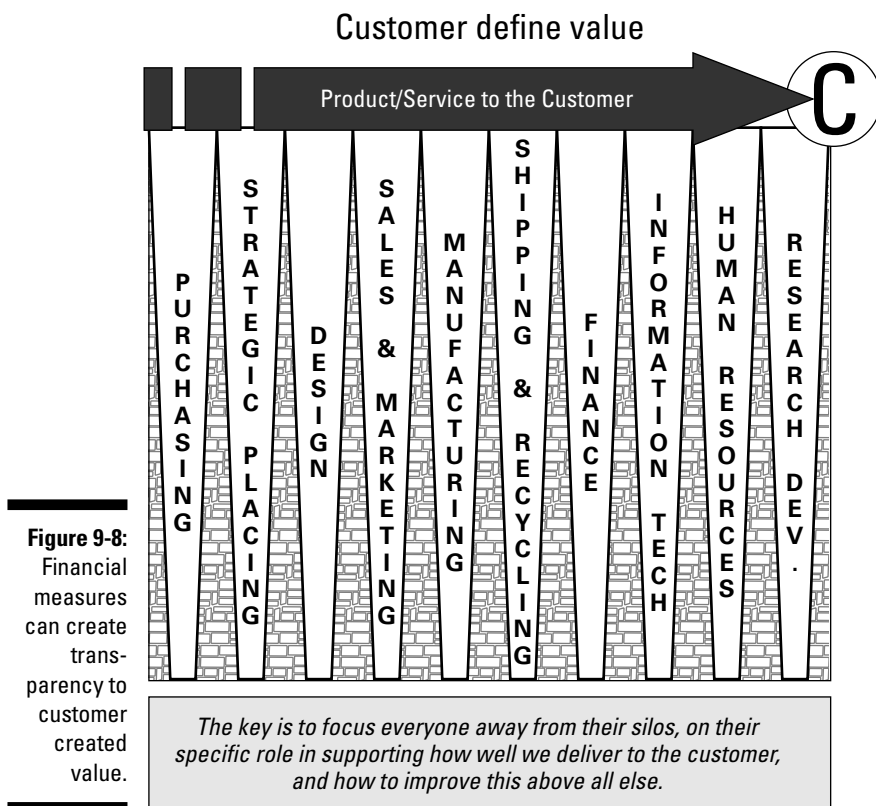 Customer define value
Product/Service to the Customer
C
PURCHASING
STRATEGIC PLACING
DESIGN
SALES & MARKETING
MANUFACTURING
SHIPPING & RECYCLING
FINANCE
INFORMATION TECH
HUMAN RESOURCES
RESEARCH DEV.
Figure 9-8:
Financial
measures
can create
trans-
parency to
customer
created
value.
The key is to focus everyone away from their silos, on their
specific role in supporting how well we deliver to the customer,
and how to improve this above all else.